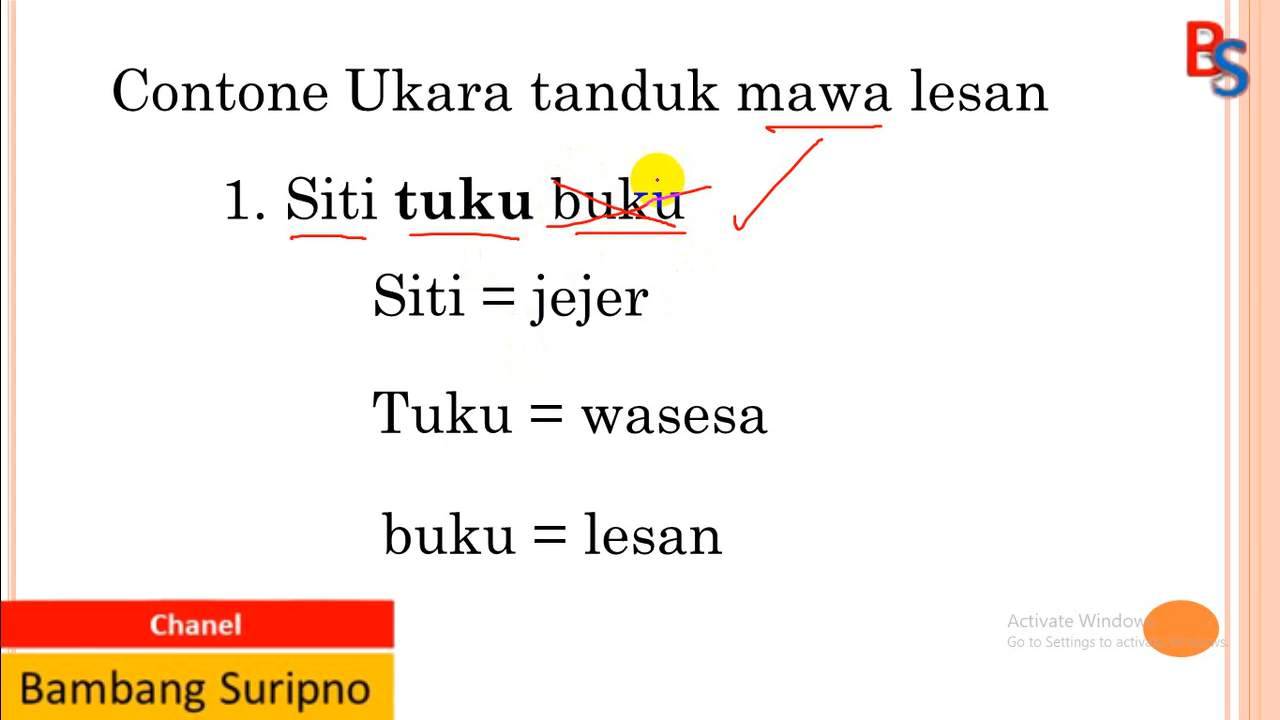 BS
Contone Ukara tanduk mawa lesan
1. Siti tuku buku
Siti = jejer
Tuku = wasesa
buku = lesan
Activate Windows
Go to Settings to activate Windows.
Chanel
Bambang Suripno